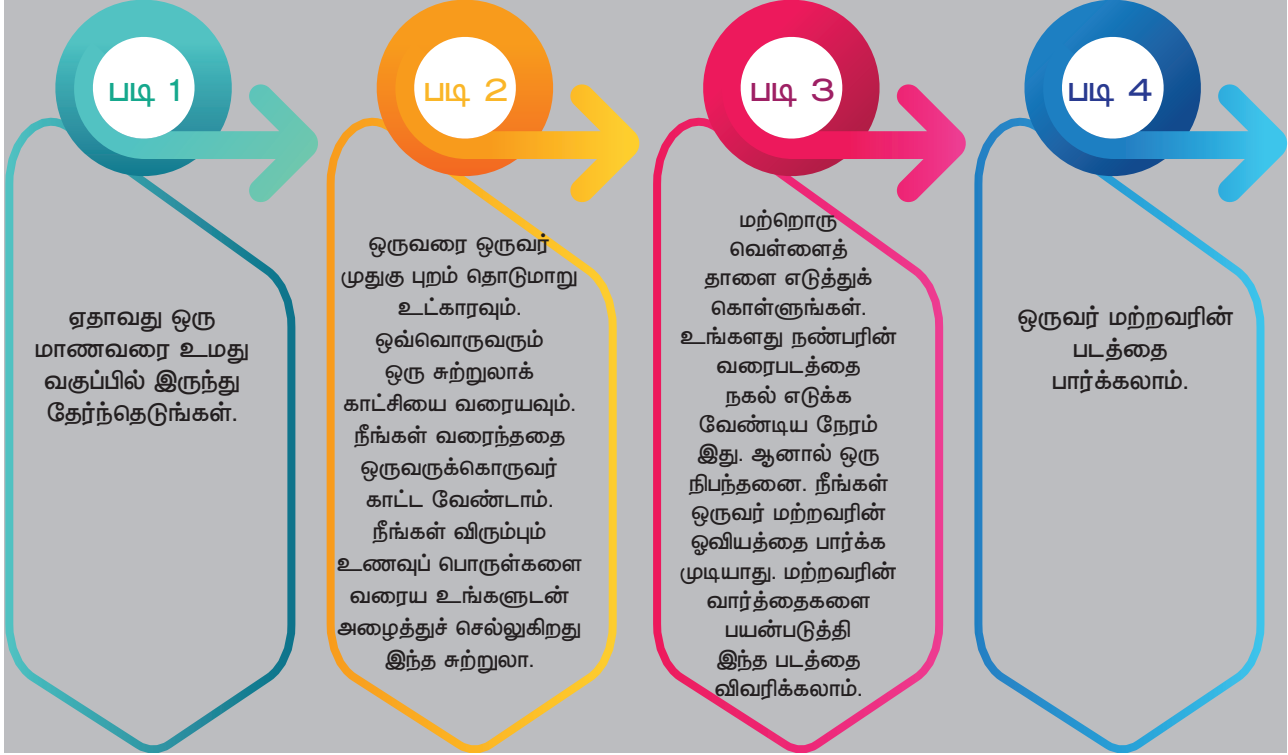 படி 1
ஏதாவது ஒரு
மாணவரை உமது
வகுப்பில் இருந்து
தேர்ந்தெடுங்கள்.
படி 2
ஒருவரை ஒருவர்
முதுகு புறம் தொடுமாறு
உட்காரவும்.
ஒவ்வொருவரும்
ஒரு சுற்றுலாக்
காட்சியை வரையவும்.
நீங்கள் வரைந்ததை
ஒருவருக்கொருவர்
காட்ட வேண்டாம்.
நீங்கள் விரும்பும்
உணவுப் பொருள்களை
வரைய உங்களுடன்
அழைத்துச் செல்லுகிறது
இந்த சுற்றுலா.
படி 3
மற்றொரு
வெள்ளைத்
தாளை எடுத்துக்
கொள்ளுங்கள்.
உங்களது நண்பரின்
வரைபடத்தை
நகல் எடுக்க
வேண்டிய நேரம்
இது. ஆனால் ஒரு
நிபந்தனை. நீங்கள்
ஒருவர் மற்றவரின்
ஓவியத்தை பார்க்க
முடியாது. மற்றவரின்
வார்த்தைகளை
பயன்படுத்தி
இந்த படத்தை
விவரிக்கலாம்.
படி 4
ஒருவர் மற்றவரின்
படத்தை
பார்க்கலாம்.